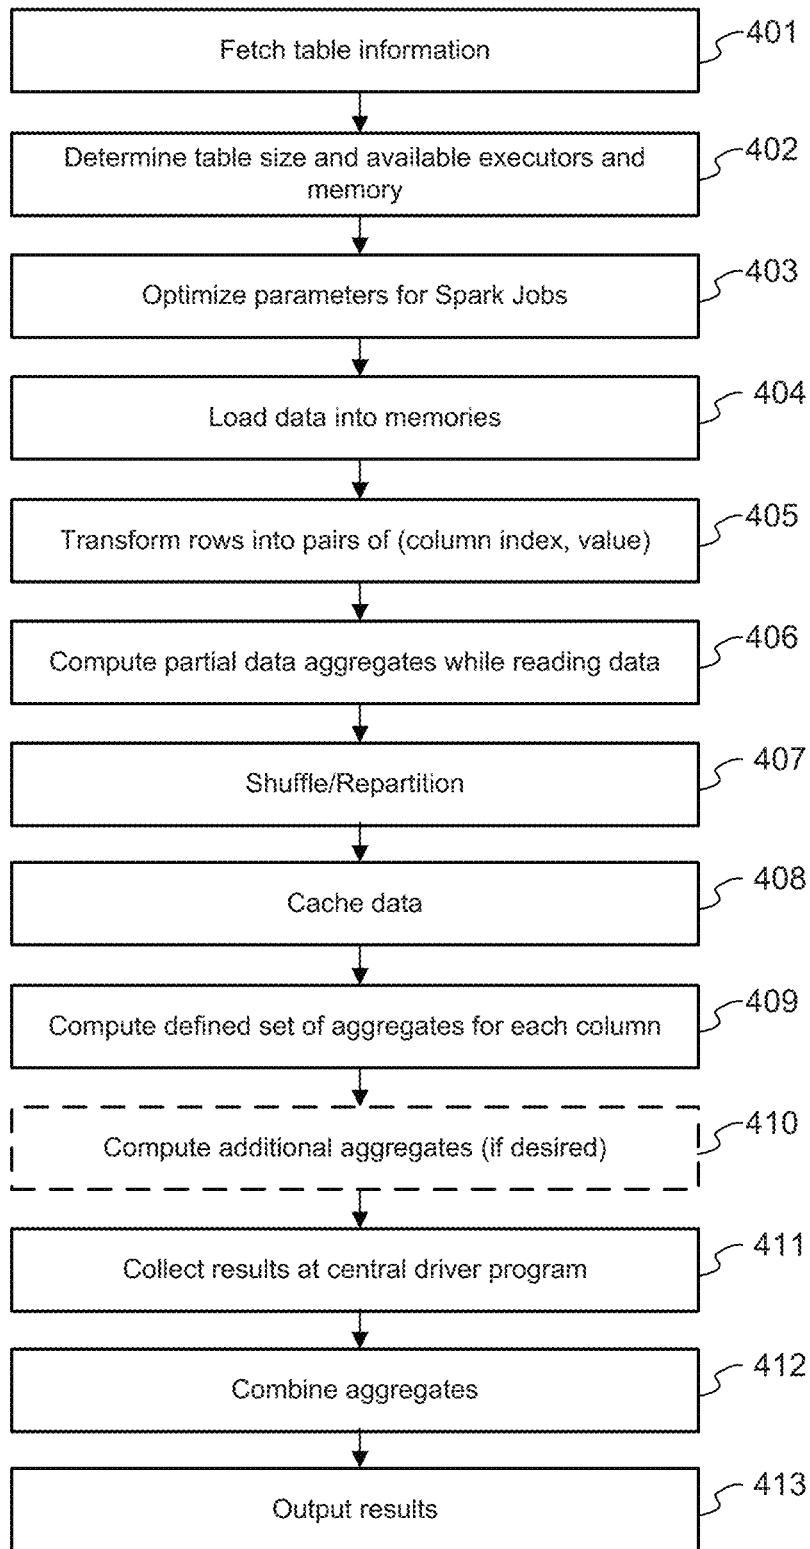 Fetch table information
401
Determine table size and available executors and
memory
402
Optimize parameters for Spark Jobs
403
Load data into memories
404
Transform rows into pairs of (column index, value)
405
Compute partial data aggregates while reading data
406
Shuffle/Repartition
407
Cache data
408
Compute defined set of aggregates for each column
409
Compute additional aggregates (if desired)
410
Collect results at central driver program
411
Combine aggregates
412
Output results
413